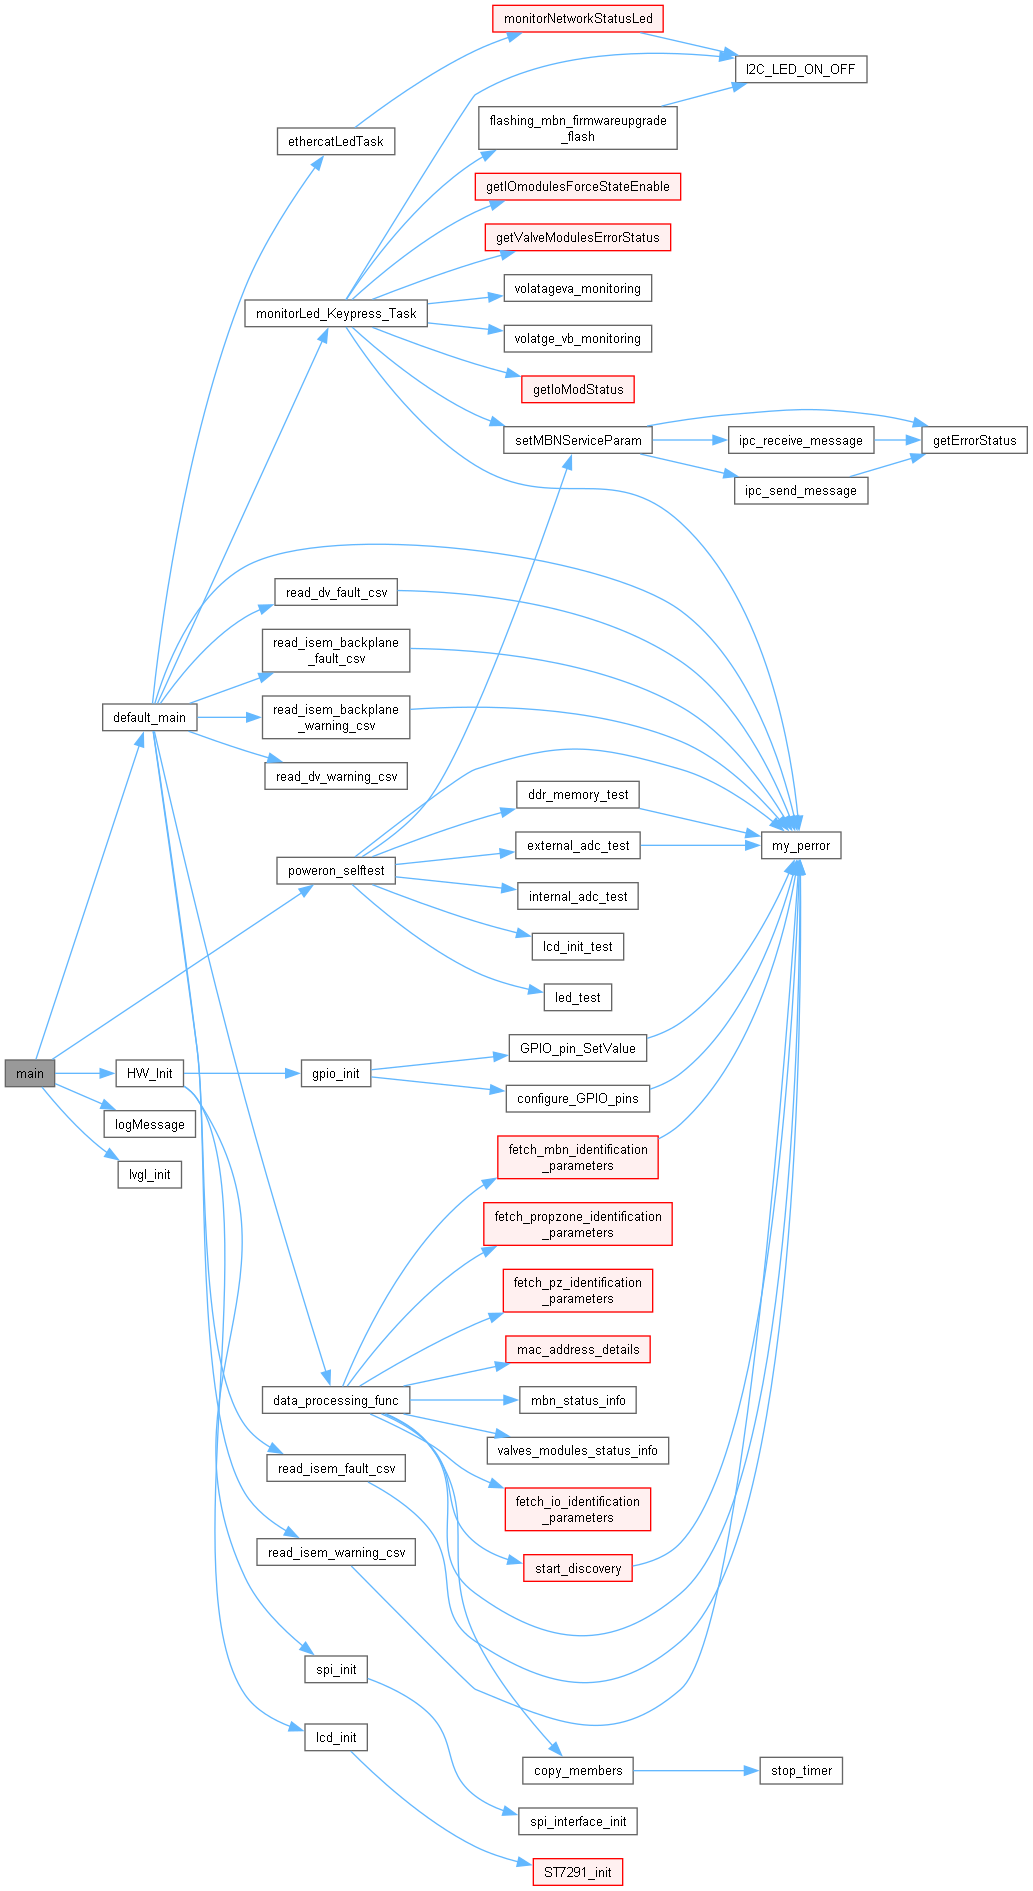 monitorNetworkStatusLed
I2C_LED_ON_OFF
flashing_mbn_firmwareupgrade
_flash
ethercatLedTask
getIOmodulesForceStateEnable
getValveModulesErrorStatus
volatageva_monitoring
monitorLed_Keypress_Task
volatge_vb_monitoring
getIoModStatus
setMBNServiceParam
ipc_receive_message
getErrorStatus
ipc_send_message
read_dv_fault_csv
read_isem_backplane
_fault_csv
default_main
read_isem_backplane
_warning_csv
read_dv_warning_csv
ddr_memory_test
external_adc_test
my_perror
poweron_selftest
internal_adc_test
lcd_init_test
led_test
GPIO_pin_SetValue
main
HW_Init
gpio_init
configure_GPIO_pins
logMessage
fetch_mbn_identification
_parameters
lvgl_init
fetch_propzone_identification
_parameters
fetch_pz_identification
_parameters
mac_address_details
data_processing_func
mbn_status_info
valves_modules_status_info
read_isem_fault_csv
fetch_io_identification
_parameters
read_isem_warning_csv
start_discovery
spi_init
lcd_init
copy_members
stop_timer
spi_interface_init
ST7291_init